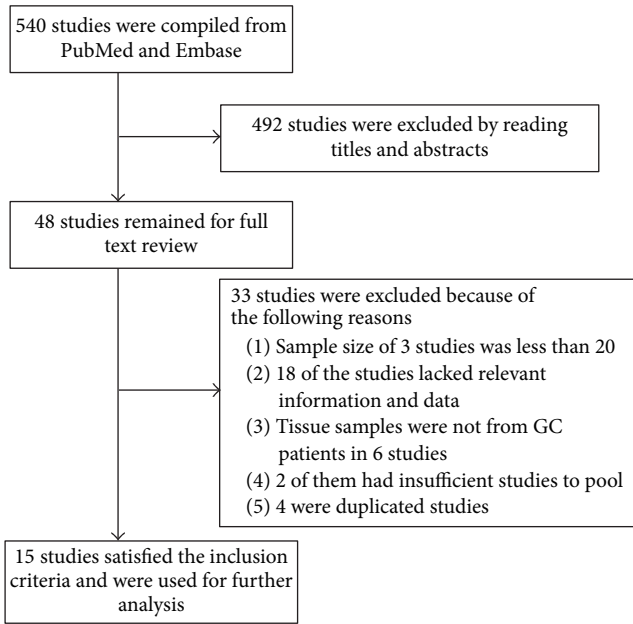 540 studies were compiled from
PubMed and Embase
492 studies were excluded by reading
titles and abstracts
48 studies remained for full
text review
33 studies were excluded because of
the following reasons
(1) Sample size of 3 studies was less than 20
(2) 18 of the studies lacked relevant
information and data
(3) Tissue samples were not from GC
patients in 6 studies
(4) 2 of them had insufficient studies to pool
(5) 4 were duplicated studies
15 studies satisfied the inclusion
criteria and were used for further
analysis